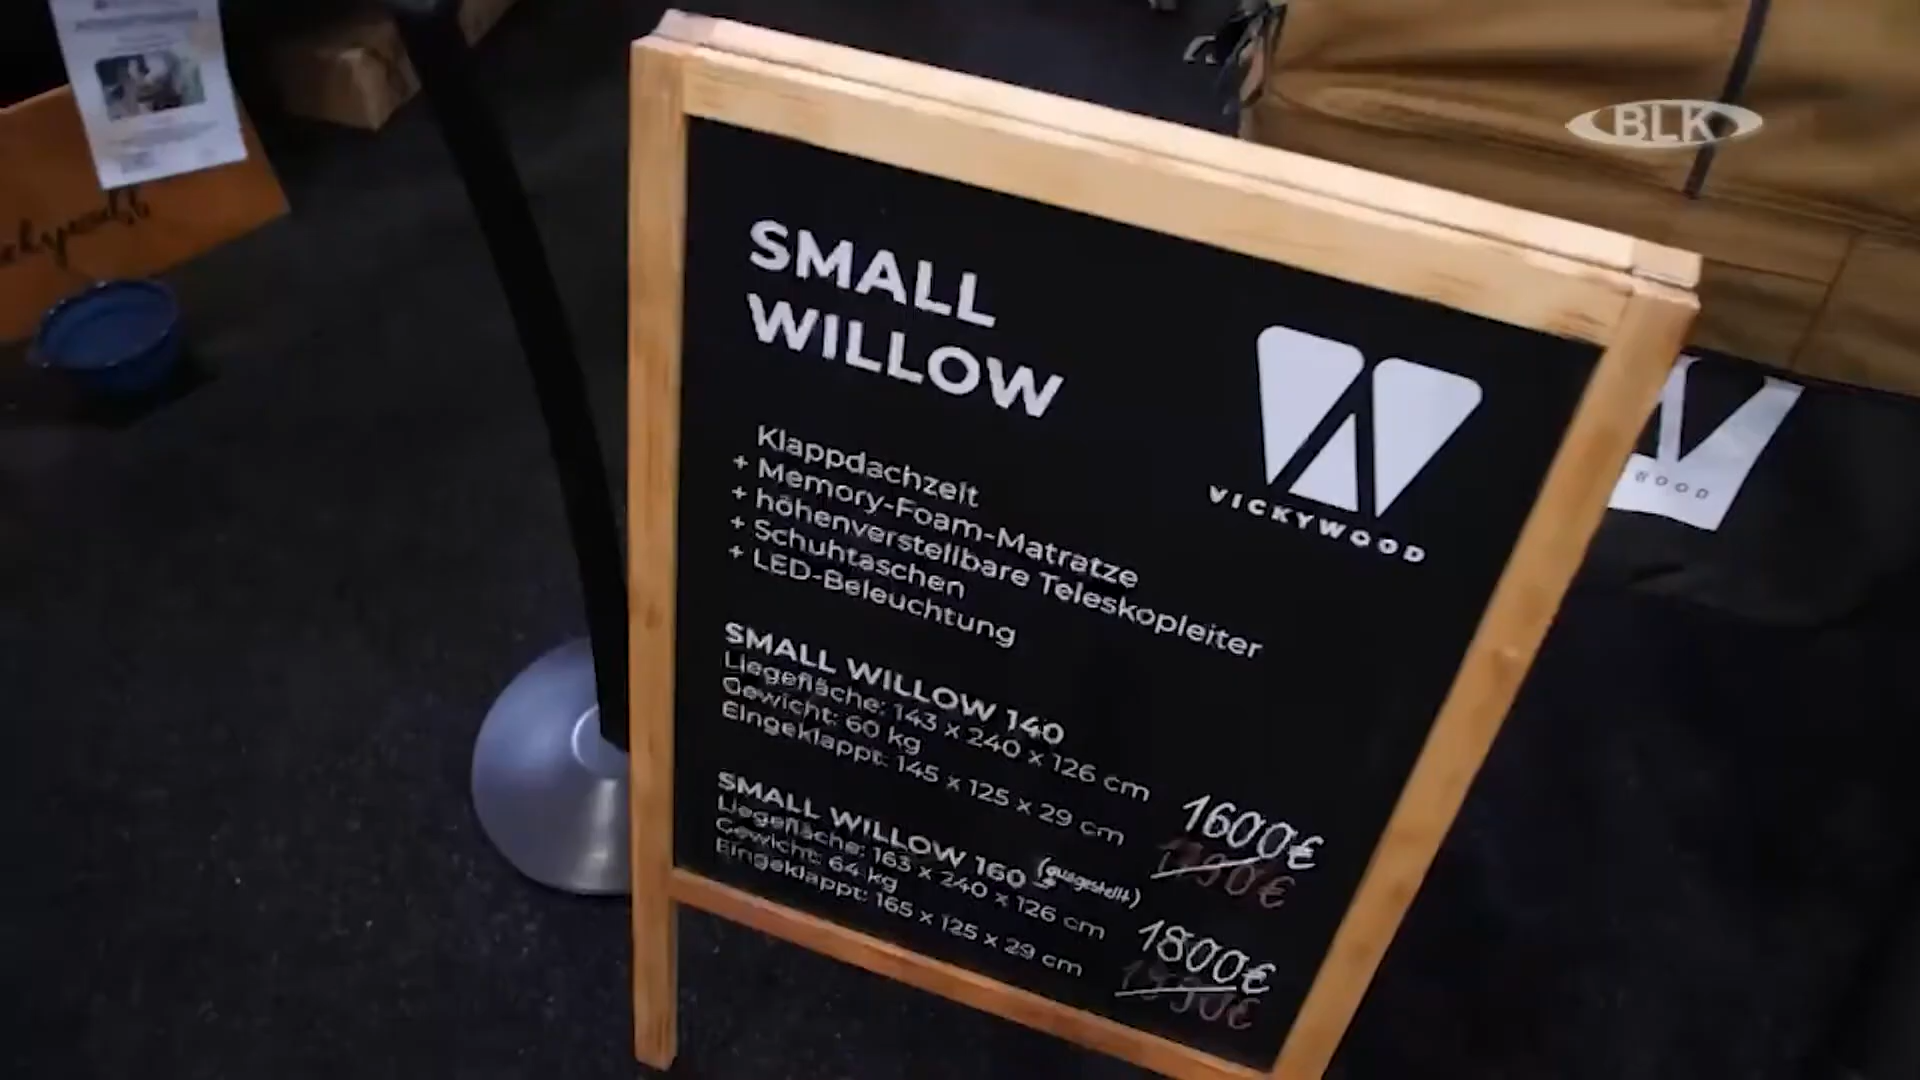 BLK
SMALL
WILLOW
VICKYWOOD
Klappdachzelt
+ Memory-Foam-Matratze
+ höhenverstellbare Teleskopleiter
+ Schuhtaschen
+ LED-Beleuchtung
SMALL WILLOW 140
Liegefläche: 143 x 240 x 126 cm
Gewicht: 60 kg
Eingeklappt: 145 x 125 x 29 cm
1600€
SMALL WILLOW 160 (ausgestellt)
Liegefläche: 163 x 240 x 126 cm
Gewicht: 64 kg
Eingeklappt: 165 x 125 x 29 cm
1800€
WOOD